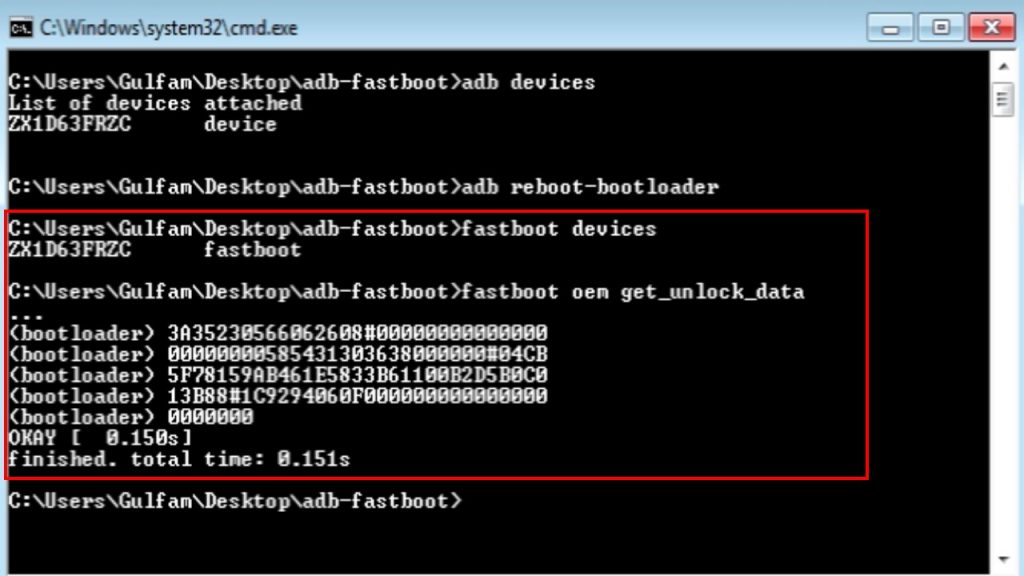 C:\Windows\system32\cmd.exe
C:\Users\Gulfam\Desktop\adb-fastboot>adb devices
List of devices attached
ZX1D63FRZC device
C:\Users\Gulfam\Desktop\adb-fastboot>adb reboot-bootloader
C:\Users\Gulfam\Desktop\adb-fastboot>fastboot devices
ZX1D63FRZC fastboot
C:\Users\Gulfam\Desktop\adb-fastboot>fastboot oem get_unlock_data
...
(bootloader) 3A35230566062608#00000000000000
(bootloader) 00000000585431303638000000#04CB
(bootloader) 5F78159AB461E5833B61100B2D5B0C0
(bootloader) 13B88#1C9294060F000000000000000
(bootloader) 0000000
OKAY [ 0.150s]
finished. total time: 0.151s
C:\Users\Gulfam\Desktop\adb-fastboot>